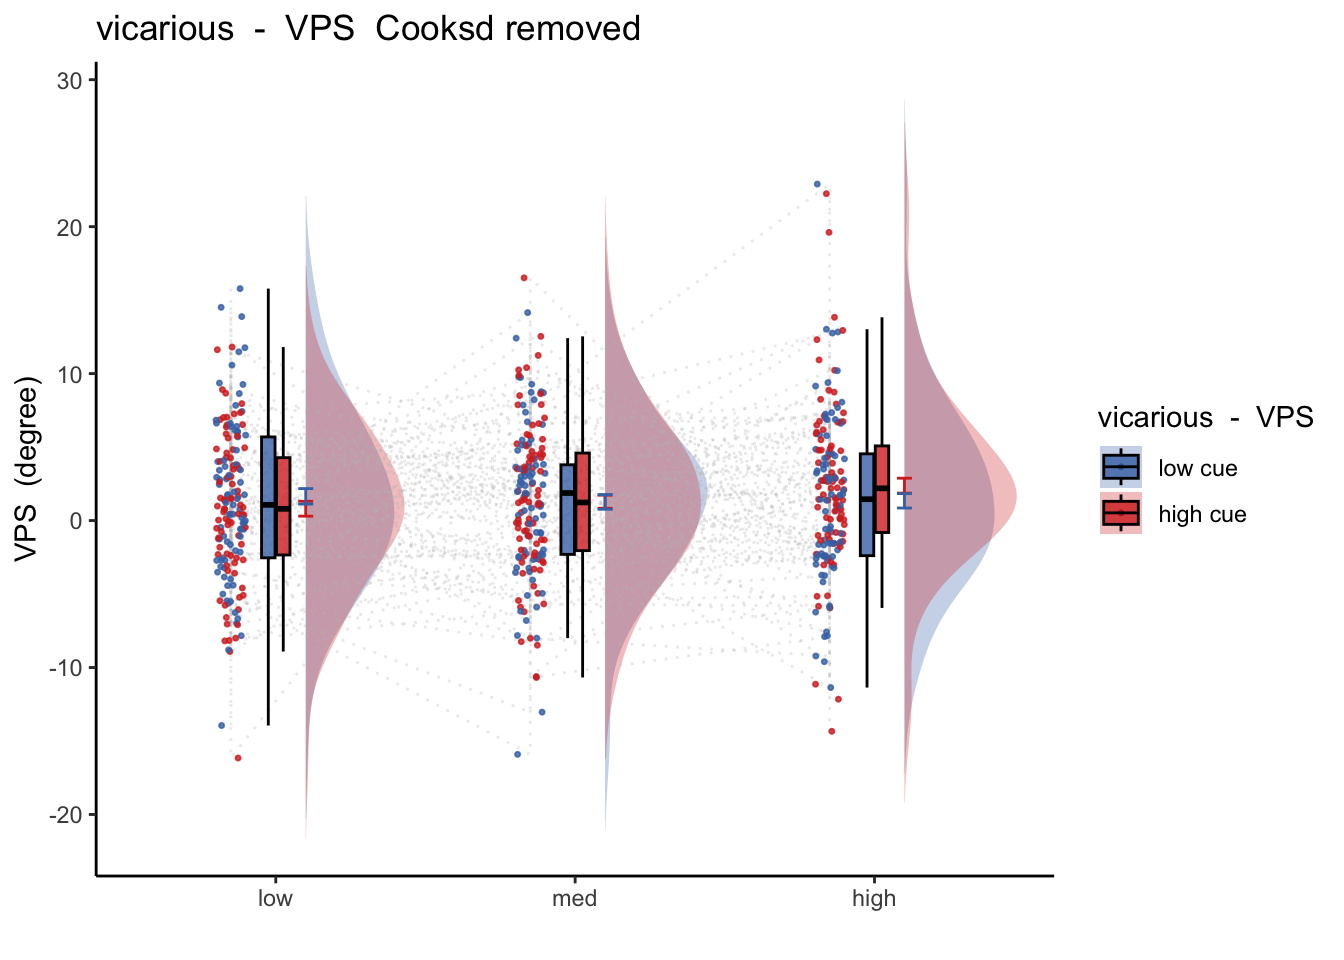 vicarious - VPS Cooksd removed
30
20
10
0
-10
-20
VPS (degree)
low
med
high
vicarious - VPS
low cue
high cue